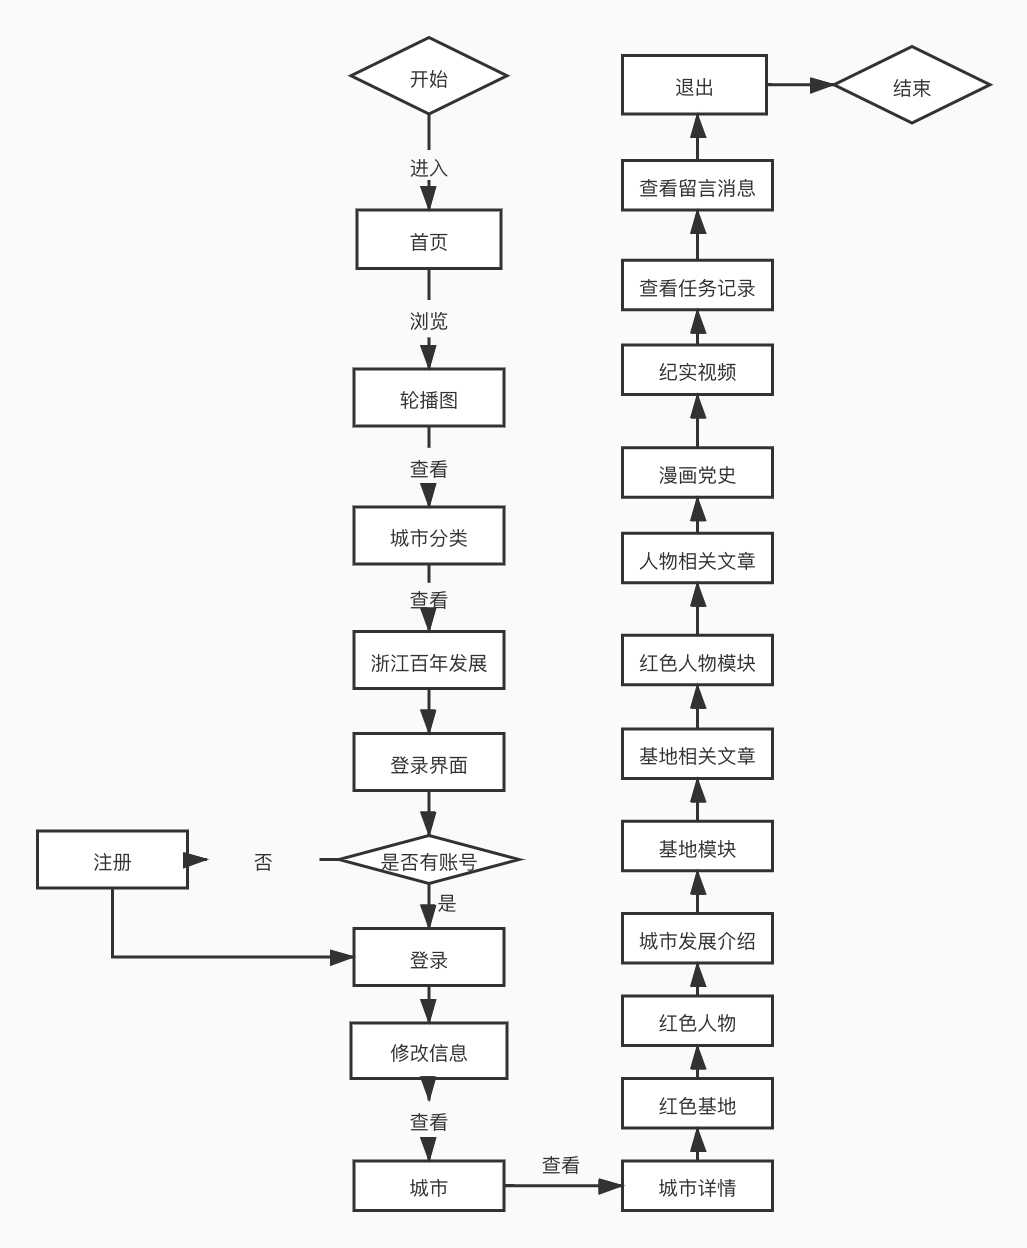 开始
进入
首页
浏览
轮播图
查看
城市分类
查看
浙江百年发展
登录界面
是否有账号
否
注册
是
登录
修改信息
查看
城市
查看
城市详情
红色基地
红色人物
城市发展介绍
基地模块
基地相关文章
红色人物模块
人物相关文章
漫画党史
纪实视频
查看任务记录
查看留言消息
退出
结束